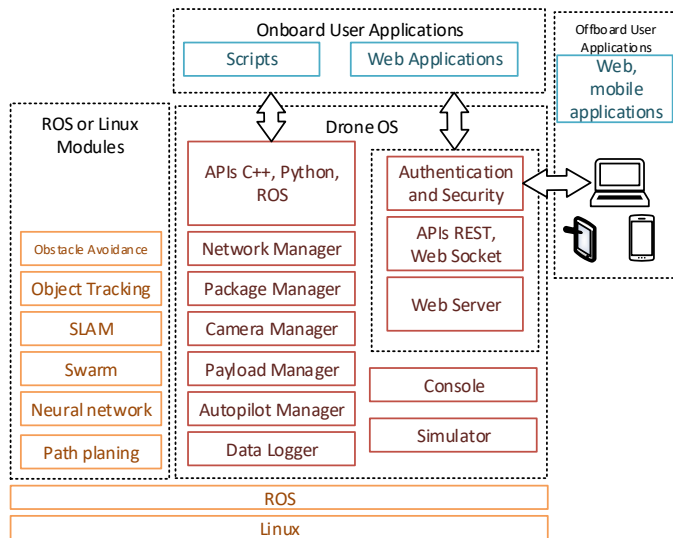 Onboard User Applications
Scripts
Web Applications
Offboard User
Applications
Web,
mobile
applications
ROS or Linux
Modules
Obstacle Avoidance
Object Tracking
SLAM
Swarm
Neural network
Path planing
Drone OS
APIs C++, Python,
ROS
Network Manager
Package Manager
Camera Manager
Payload Manager
Autopilot Manager
Data Logger
Authentication
and Security
APIs REST,
Web Socket
Web Server
Console
Simulator
ROS
Linux